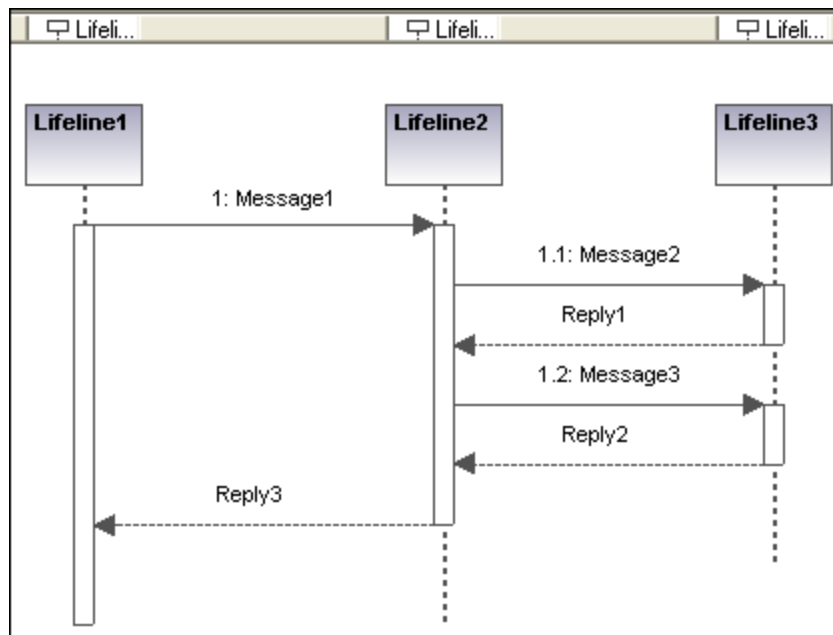 Lifeli...
Lifeli...
Lifeli...
Lifeline1
Lifeline2
Lifeline3
1: Message1
1.1: Message2
Reply1
1.2: Message3
Reply2
Reply3